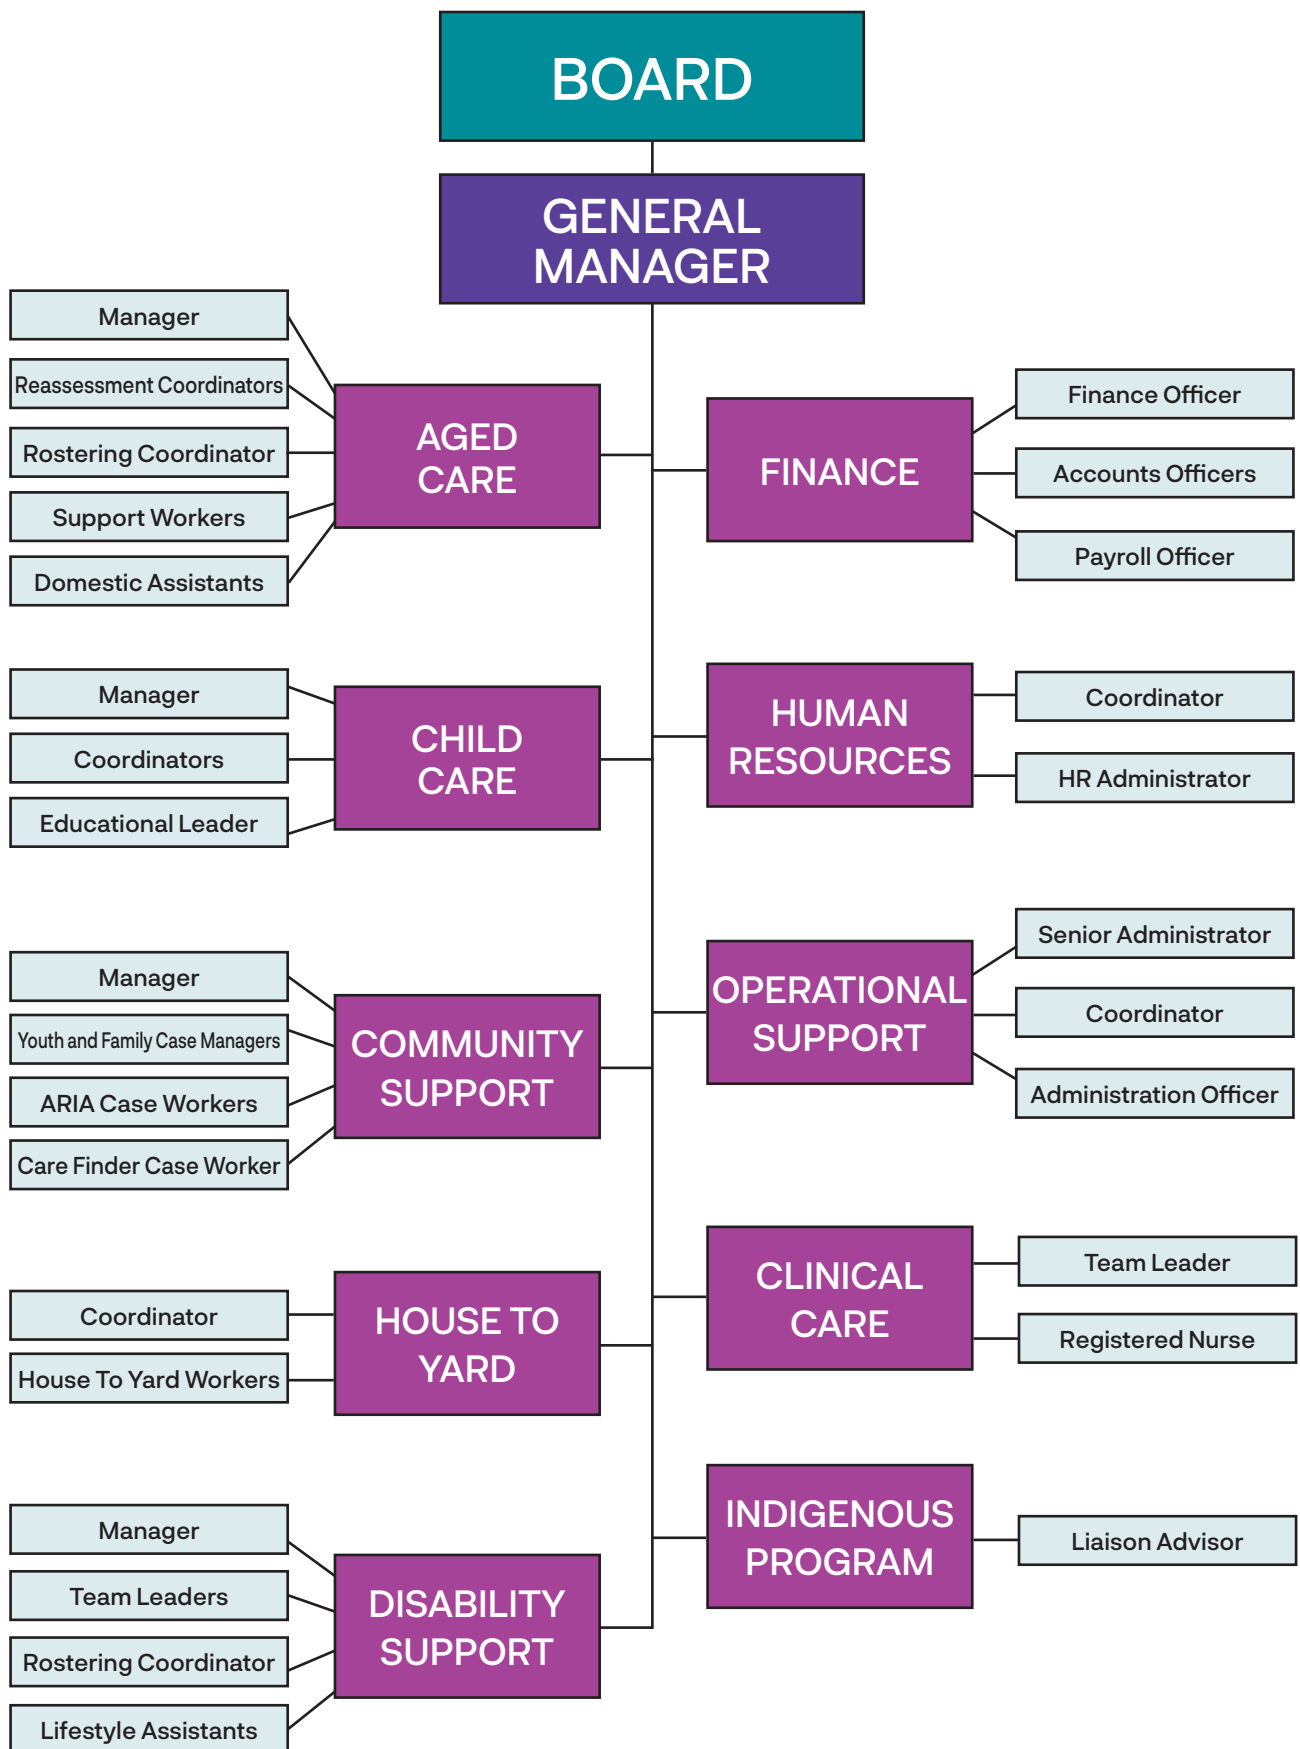 BOARD
GENERAL
MANAGER
Manager
Reassessment Coordinators
Rostering Coordinator
Support Workers
Domestic Assistants
AGED
CARE
FINANCE
Finance Officer
Accounts Officers
Payroll Officer
Manager
Coordinators
Educational Leader
CHILD
CARE
HUMAN
RESOURCES
Coordinator
HR Administrator
Manager
Youth and Family Case Managers
ARIA Case Workers
Care Finder Case Worker
COMMUNITY
SUPPORT
OPERATIONAL
SUPPORT
Senior Administrator
Coordinator
Administration Officer
Coordinator
House To Yard Workers
HOUSE TO
YARD
CLINICAL
CARE
Team Leader
Registered Nurse
Manager
Team Leaders
Rostering Coordinator
Lifestyle Assistants
DISABILITY
SUPPORT
INDIGENOUS
PROGRAM
Liaison Advisor